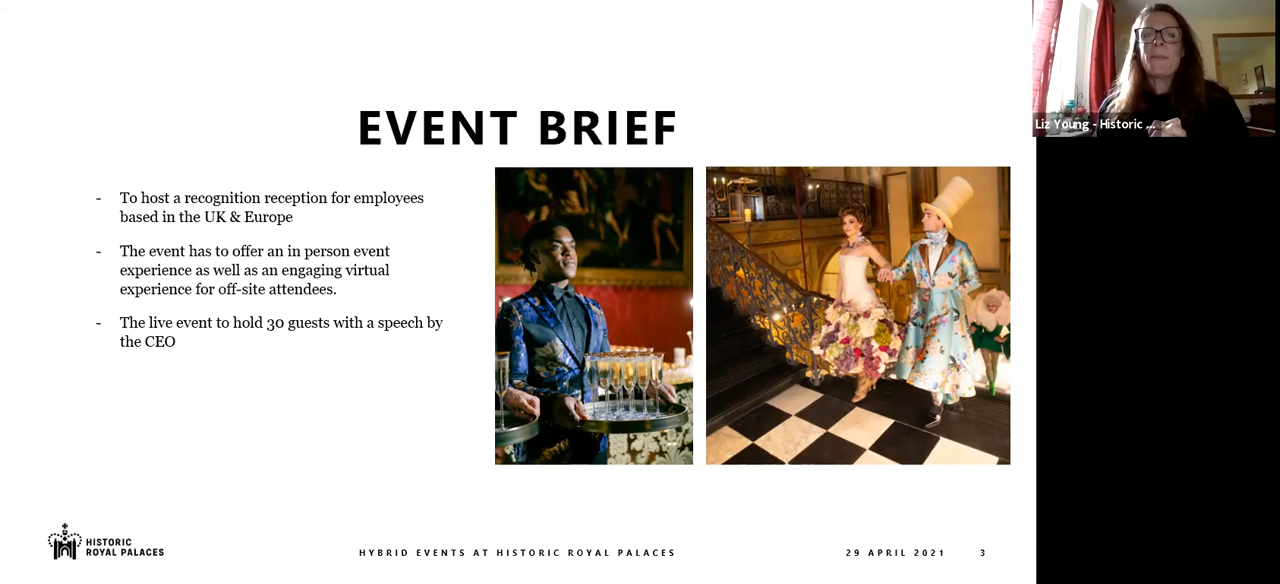 EVENT BRIEF
- To host a recognition reception for employees
based in the UK & Europe
- The event has to offer an in person event
experience as well as an engaging virtual
experience for off-site attendees.
- The live event to hold 30 guests with a speech by
the CEO
Liz Young - Historic ...
HISTORIC
ROYAL PALACES
HYBRID EVENTS AT HISTORIC ROYAL PALACES
29 APRIL 2021
3